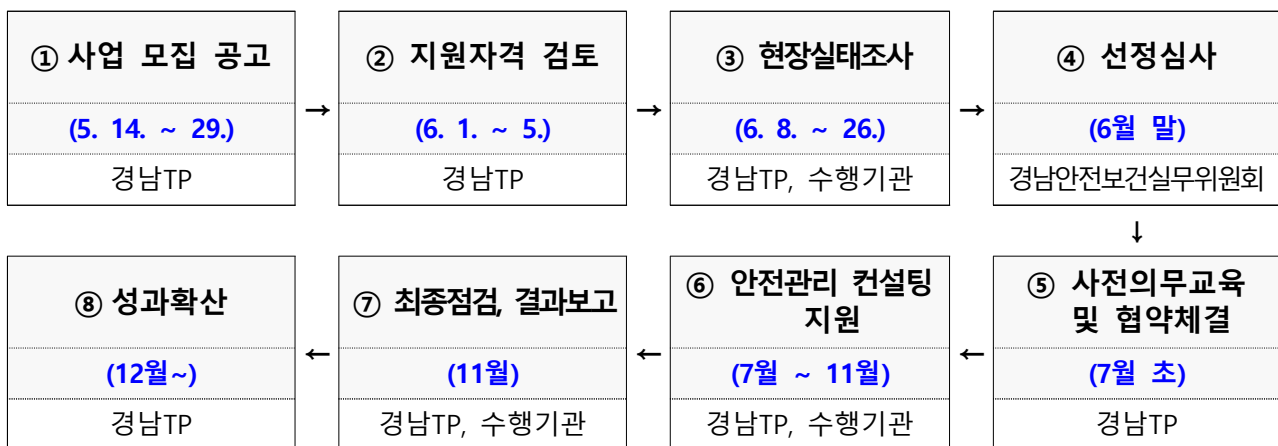 ① 사업 모집 공고
(5. 14. ~ 29.)
경남TP
→
② 지원자격 검토
(6. 1. ~ 5.)
경남TP
→
③ 현장실태조사
(6. 8. ~ 26.)
경남TP, 수행기관
→
④ 선정심사
(6월 말)
경남안전보건실무위원회
↓
⑤ 사전의무교육
및 협약체결
(7월 초)
경남TP
←
⑥ 안전관리 컨설팅
지원
(7월 ~ 11월)
경남TP, 수행기관
←
⑦ 최종점검, 결과보고
(11월)
경남TP, 수행기관
←
⑧ 성과확산
(12월~)
경남TP